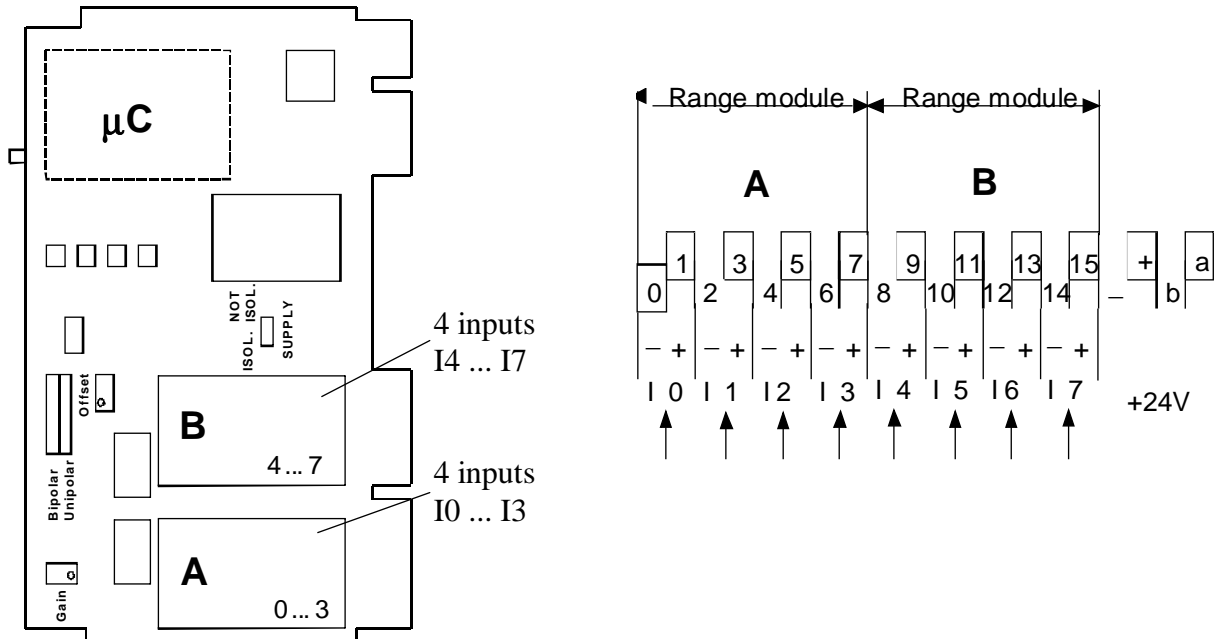 μC
NOT
ISOL. ISOL.
SUPPLY
Offset
Bipolar
Unipolar
Gain
B
4 ... 7
A
0 ... 3
4 inputs
I4 ... I7
4 inputs
I0 ... I3
Range module Range module
A B
1 3 5 7 9 11 13 15 + a
0 2 4 6 8 10 12 14 – b
– + – + – + – + – + – + – + – +
I 0 I 1 I 2 I 3 I 4 I 5 I 6 I 7
+24V